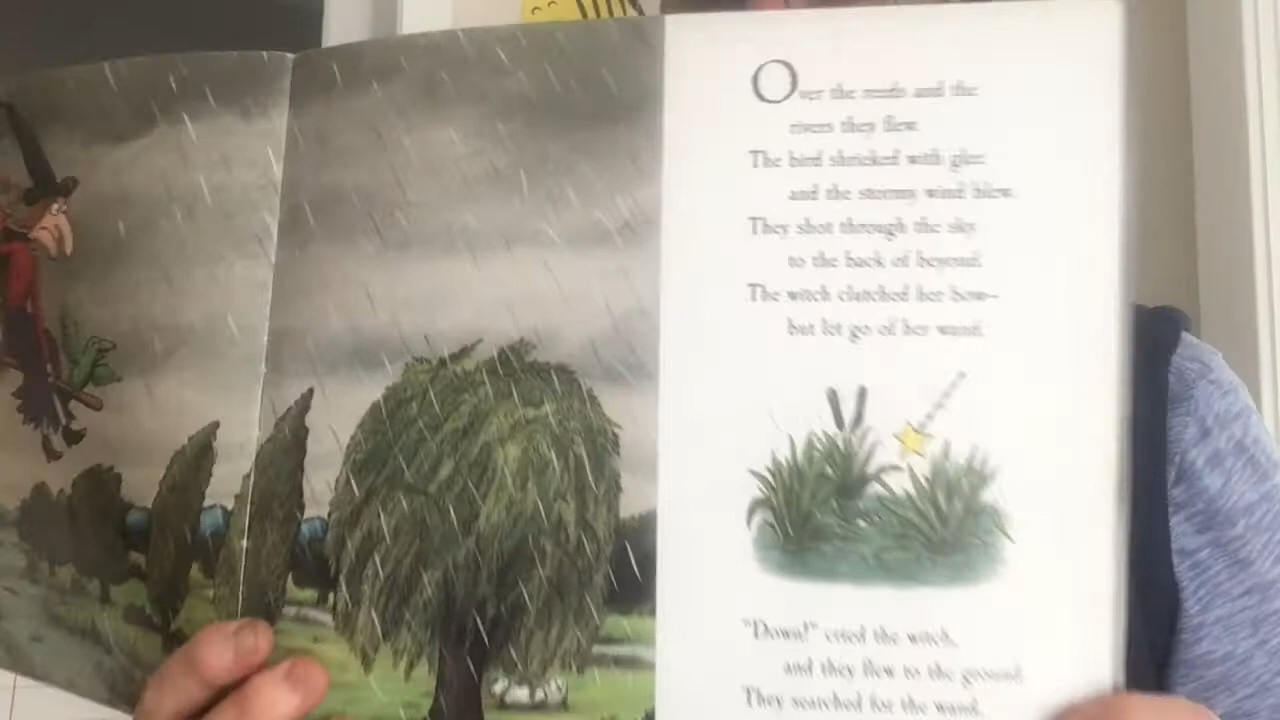 Over the reeds and the
rivers they flew.
The bird shrieked with glee
and the stormy wind blew.
They shot through the sky
to the back of beyond.
The witch clutched her bow–
but let go of her wand.
"Down!" cried the witch,
and they flew to the ground.
They searched for the wand,